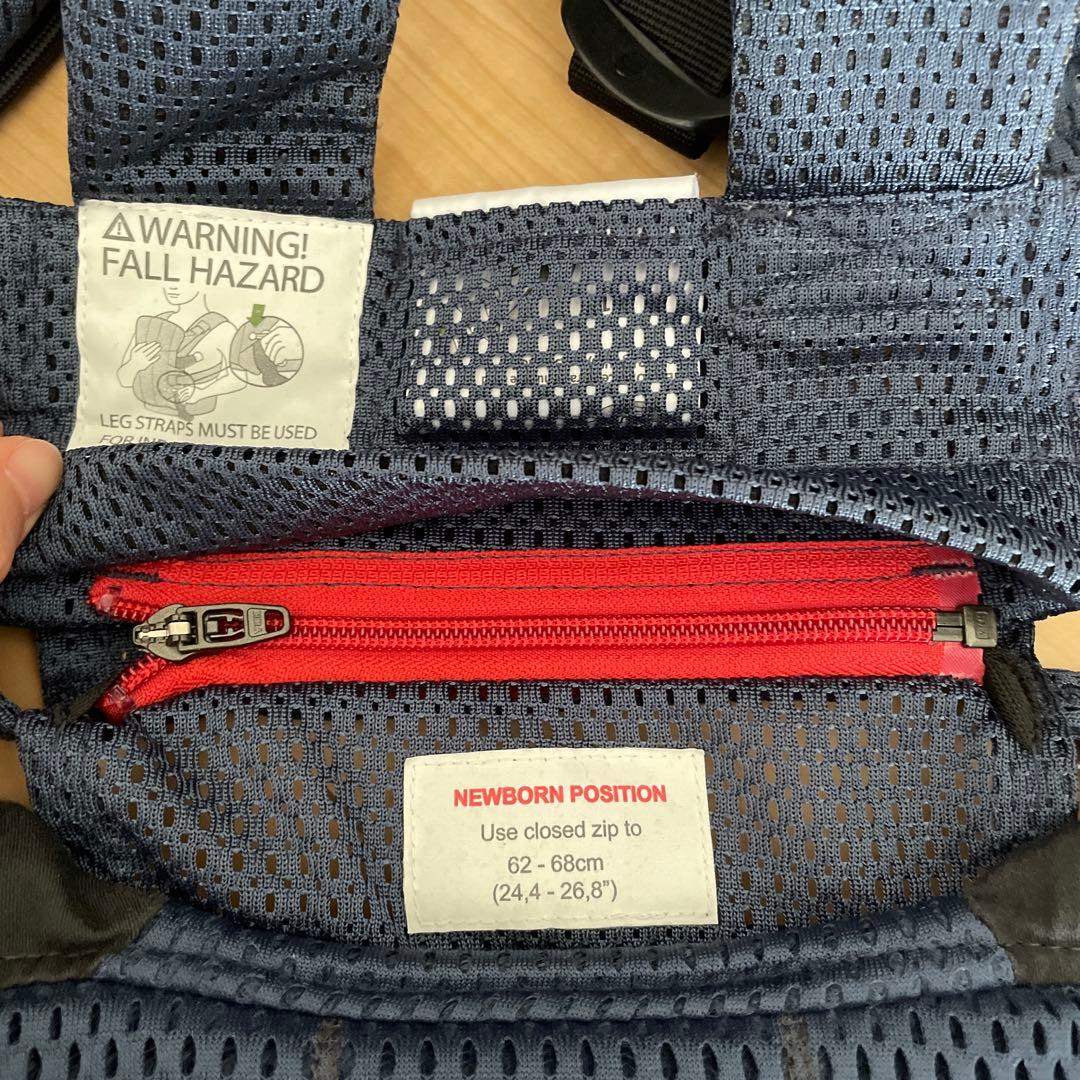 WARNING!
FALL HAZARD
LEG STRAPS MUST BE USED
NEWBORN POSITION
Use closed zip to
62 - 68cm
(24,4 - 26,8")